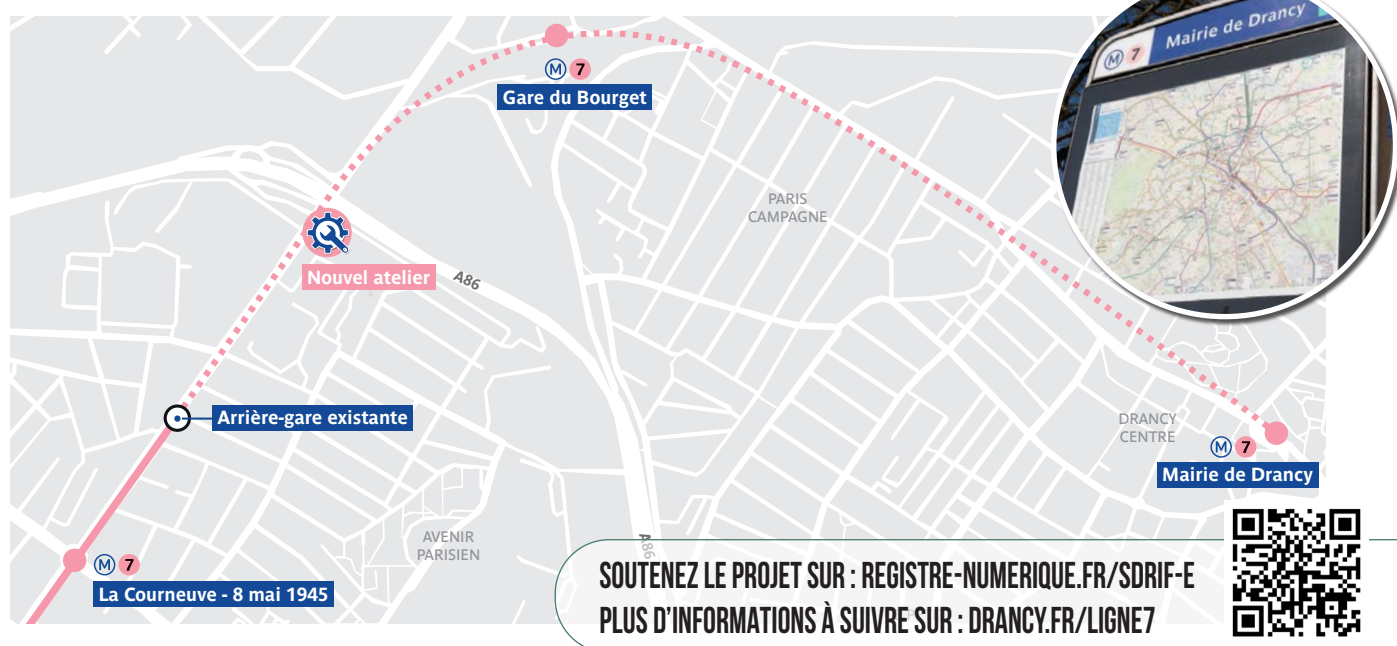 M 7
Mairie de Drancy
M 7
Gare du Bourget
PARIS
CAMPAGNE
Nouvel atelier
A86
Arrière-gare existante
DRANCY
CENTRE
M 7
Mairie de Drancy
AVENIR
PARISIEN
A86
M 7
La Courneuve - 8 mai 1945
SOUTENEZ LE PROJET SUR : REGISTRE-NUMERIQUE.FR/SDRIF-E
PLUS D'INFORMATIONS À SUIVRE SUR : DRANCY.FR/LIGNE7